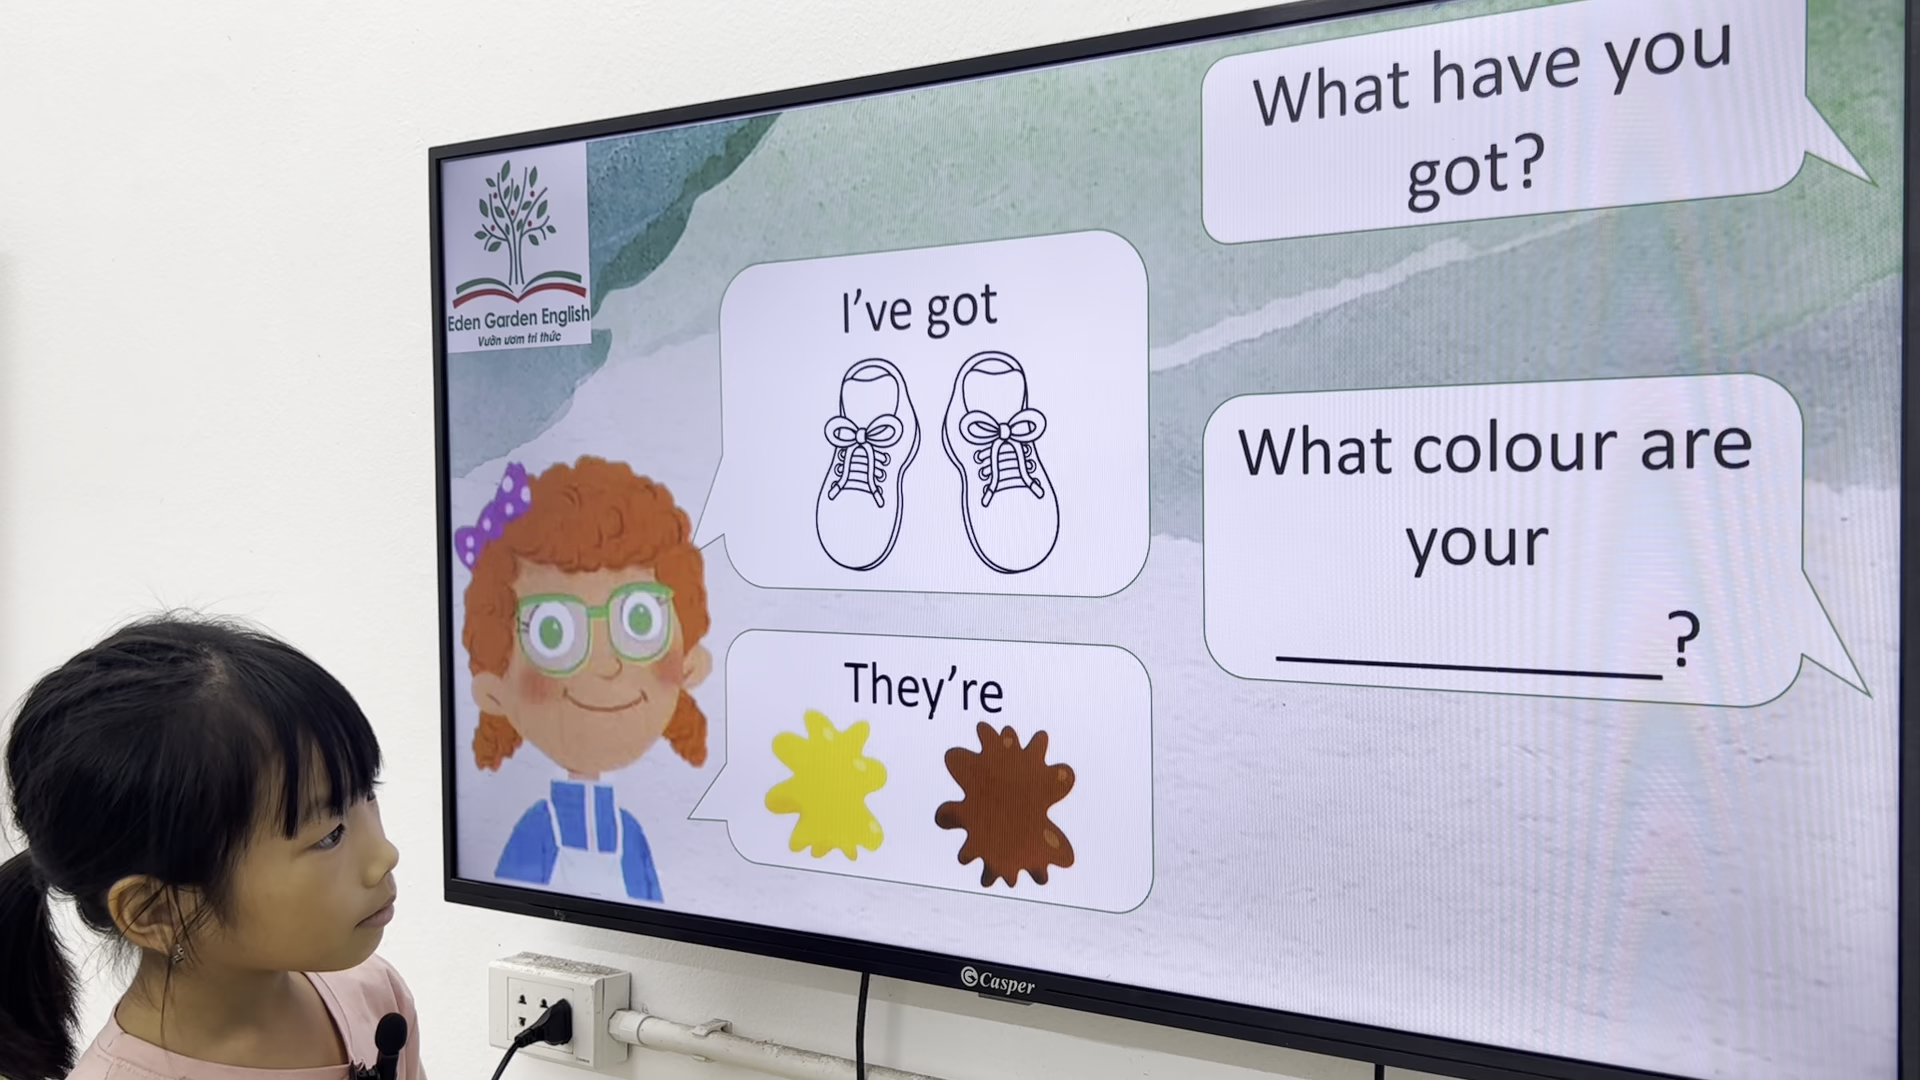 Eden Garden English
Vườn ươm tri thức
What have you
got?
I've got
What colour are
your
?
They're
Casper